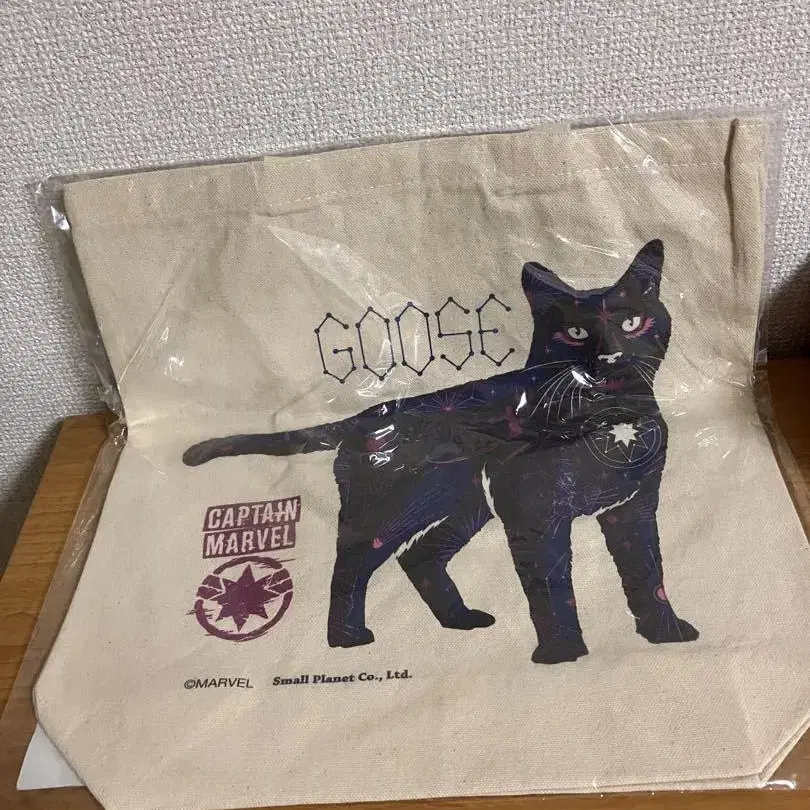 GOOSE
CAPTAIN
MARVEL
©MARVEL Small Planet Co., Ltd.